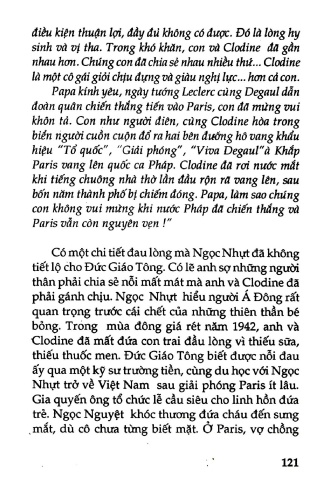 điều kiện thuận lợi, đầy đủ không có được. Đó là lòng hy
sinh và vị tha. Trong khó khăn, con và Clodine đã gần
nhau hơn. Chúng con đã chia sẻ nhau nhiều thứ... Clodine
là một cô gái giỏi chịu đựng và giàu nghị lực... hơn cả con.
Papa kính yêu, ngày tướng Leclerc cùng Degaul dẫn
đoàn quân chiến thắng tiến vào Paris, con đã mừng vui
khôn tả. Con như người điên, cùng Clodine hòa trong
biển người cuồn cuộn đổ ra hai bên đường hô vang khẩu
hiệu "Tổ quốc", "Giải phóng", "Viva Degaul"à Khắp
Paris vang lên quốc ca Pháp. Clodine đã rơi nước mắt
khi tiếng chuông nhà thờ lần đầu rộn rã vang lên, sau
bốn năm thành phố bị chiếm đóng. Papa, làm sao chúng
con không vui mừng khi nước Pháp đã chiến thắng và
Paris vẫn còn nguyên vẹn !"
Có một chi tiết đau lòng mà Ngọc Nhựt đã không
tiết lộ cho Đức Giáo Tông. Có lẽ anh sợ những người
thân phải chia sẻ nỗi mất mát mà anh và Clodine đã
phải gánh chịu. Ngọc Nhựt hiểu người Á Đông rất
quan trọng trước cái chết của những thiên thần bé
bỏng. Trong mùa đông giá rét năm 1942, anh và
Clodine đã mất đứa con trai đầu lòng vì thiếu sữa,
thiếu thuốc men. Đức Giáo Tông biết được nỗi đau
ấy qua một kỹ sư trường tiền, cùng du học với Ngọc
Nhựt trở về Việt Nam sau giải phóng Paris ít lâu.
Gia quyến ông tổ chức lễ cầu siêu cho linh hồn đứa
trẻ. Ngọc Nguyệt khóc thương đứa cháu đến sưng
mắt, dù cô chưa từng biết mặt. Ở Paris, vợ chồng
121